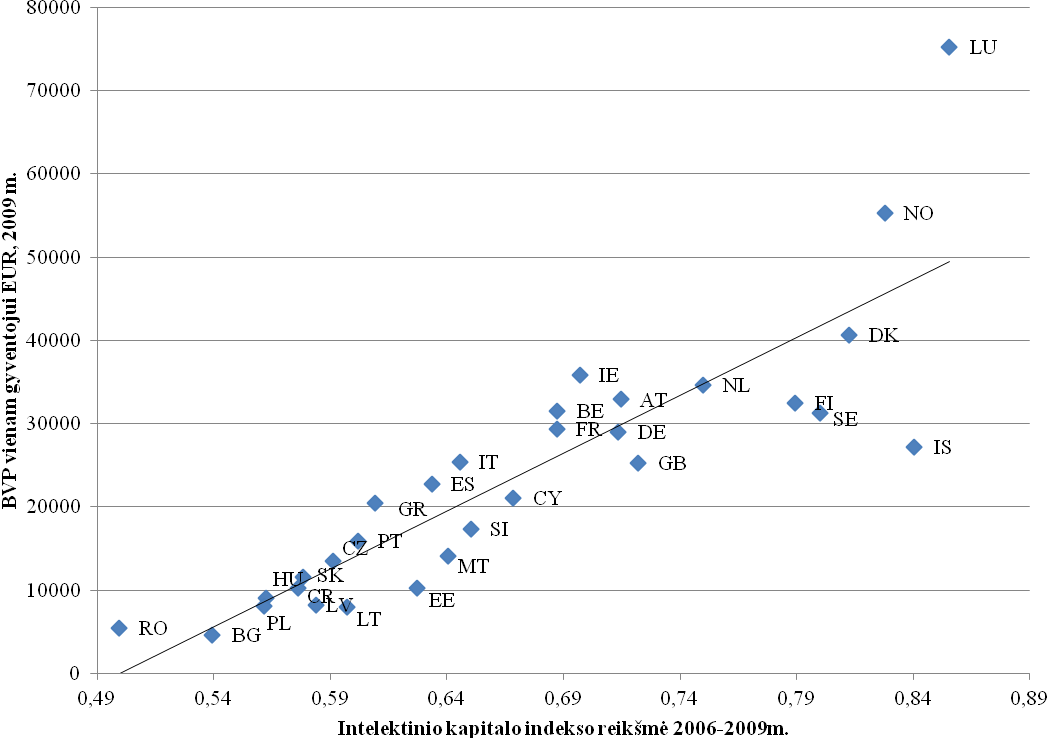 80000
LU
70000
60000
NO
50000
40000
DK
IE
NL
AT
BE
FI
30000
FR
DE
SE
IS
IT
GB
ES
CY
20000
GR
SI
PT
CZ
MT
SK
HU
10000
CR
EE
LV
LT
PL
RO
BG
0
0,49
0,54
0,59
0,64
0,69
0,74
0,79
0,84
0,89
BVP vienam gyventojui EUR, 2009 m.
Intelektinio kapitalo indekso reikšmė 2006-2009m.